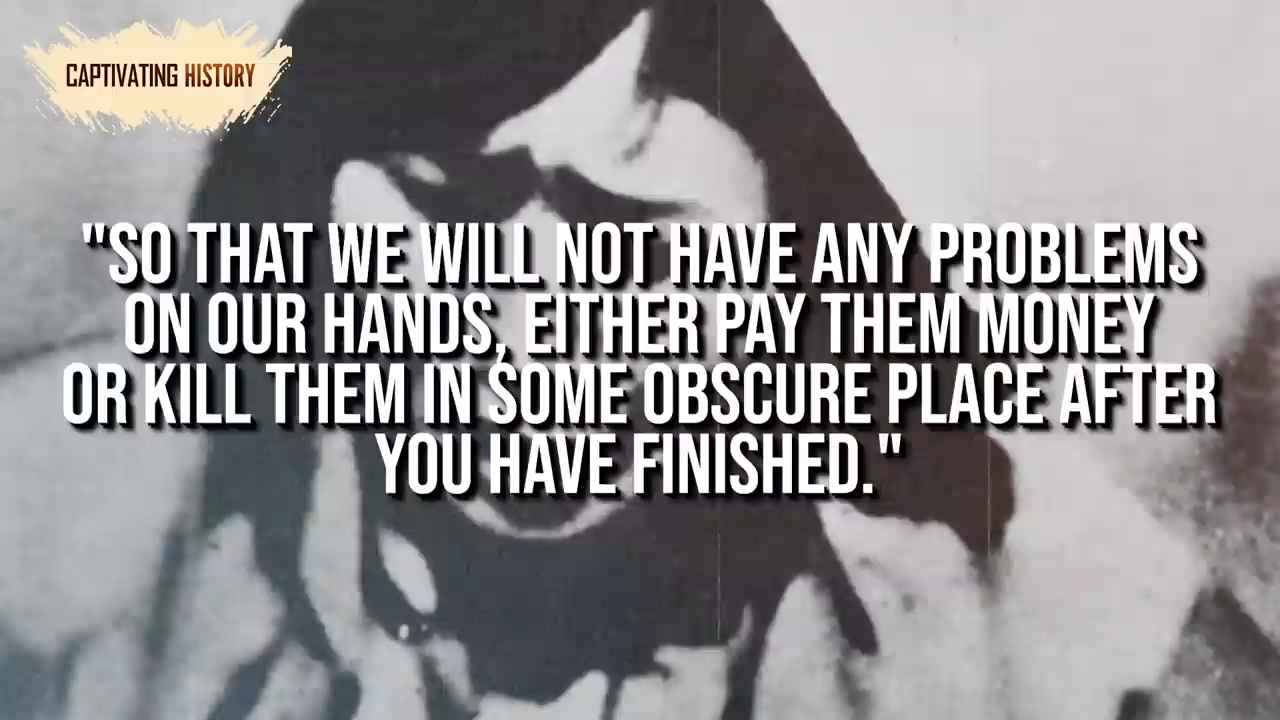 CAPTIVATING HISTORY
"SO THAT WE WILL NOT HAVE ANY PROBLEMS
ON OUR HANDS, EITHER PAY THEM MONEY
OR KILL THEM IN SOME OBSCURE PLACE AFTER
YOU HAVE FINISHED."